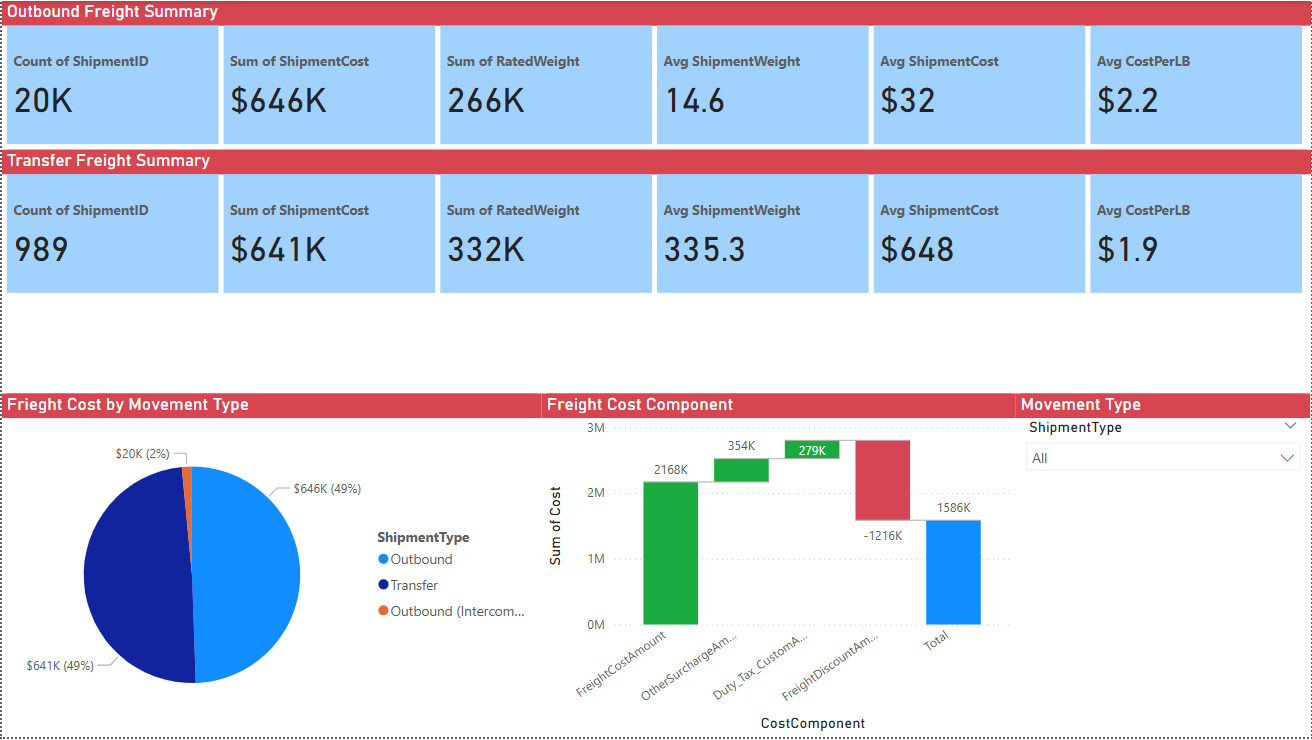 Outbound Freight Summary
Count of ShipmentID
20K
Sum of ShipmentCost
$646K
Sum of RatedWeight
266K
Avg ShipmentWeight
14.6
Avg ShipmentCost
$32
Avg CostPerLB
$2.2
Transfer Freight Summary
Count of ShipmentID
989
Sum of ShipmentCost
$641K
Sum of RatedWeight
332K
Avg ShipmentWeight
335.3
Avg ShipmentCost
$648
Avg CostPerLB
$1.9
Frieght Cost by Movement Type
$20K (2%)
$646K (49%)
$641K (49%)
ShipmentType
Outbound
Transfer
Outbound (Intercom...
Freight Cost Component
Sum of Cost
3M
2M
1M
0M
2168K
354K
279K
-1216K
1586K
FreightCostAmount
OtherSurchargeAm...
Duty_Tax_CustomA...
FreightDiscountAm...
Total
CostComponent
Movement Type
ShipmentType
All